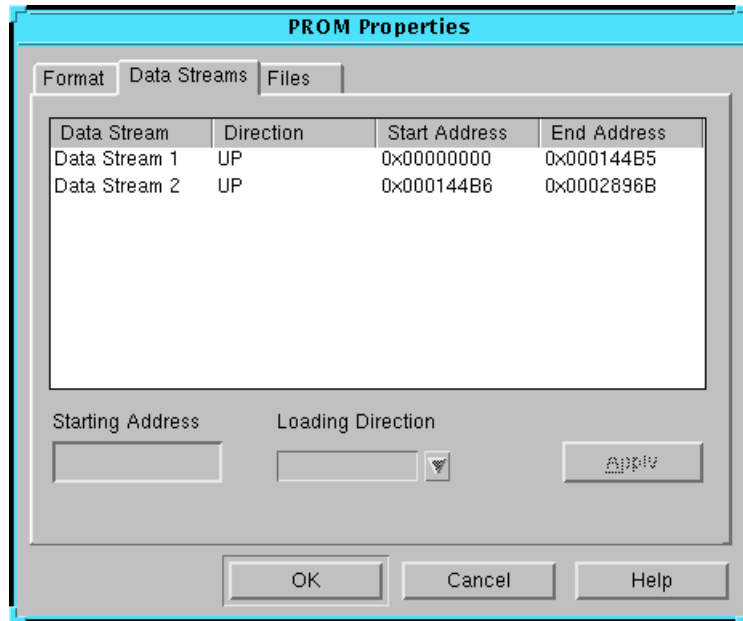 PROM Properties
Format Data Streams Files
Data Stream Direction Start Address End Address
Data Stream 1 UP 0x00000000 0x000144B5
Data Stream 2 UP 0x000144B6 0x0002896B
Starting Address Loading Direction
Apply
OK Cancel Help